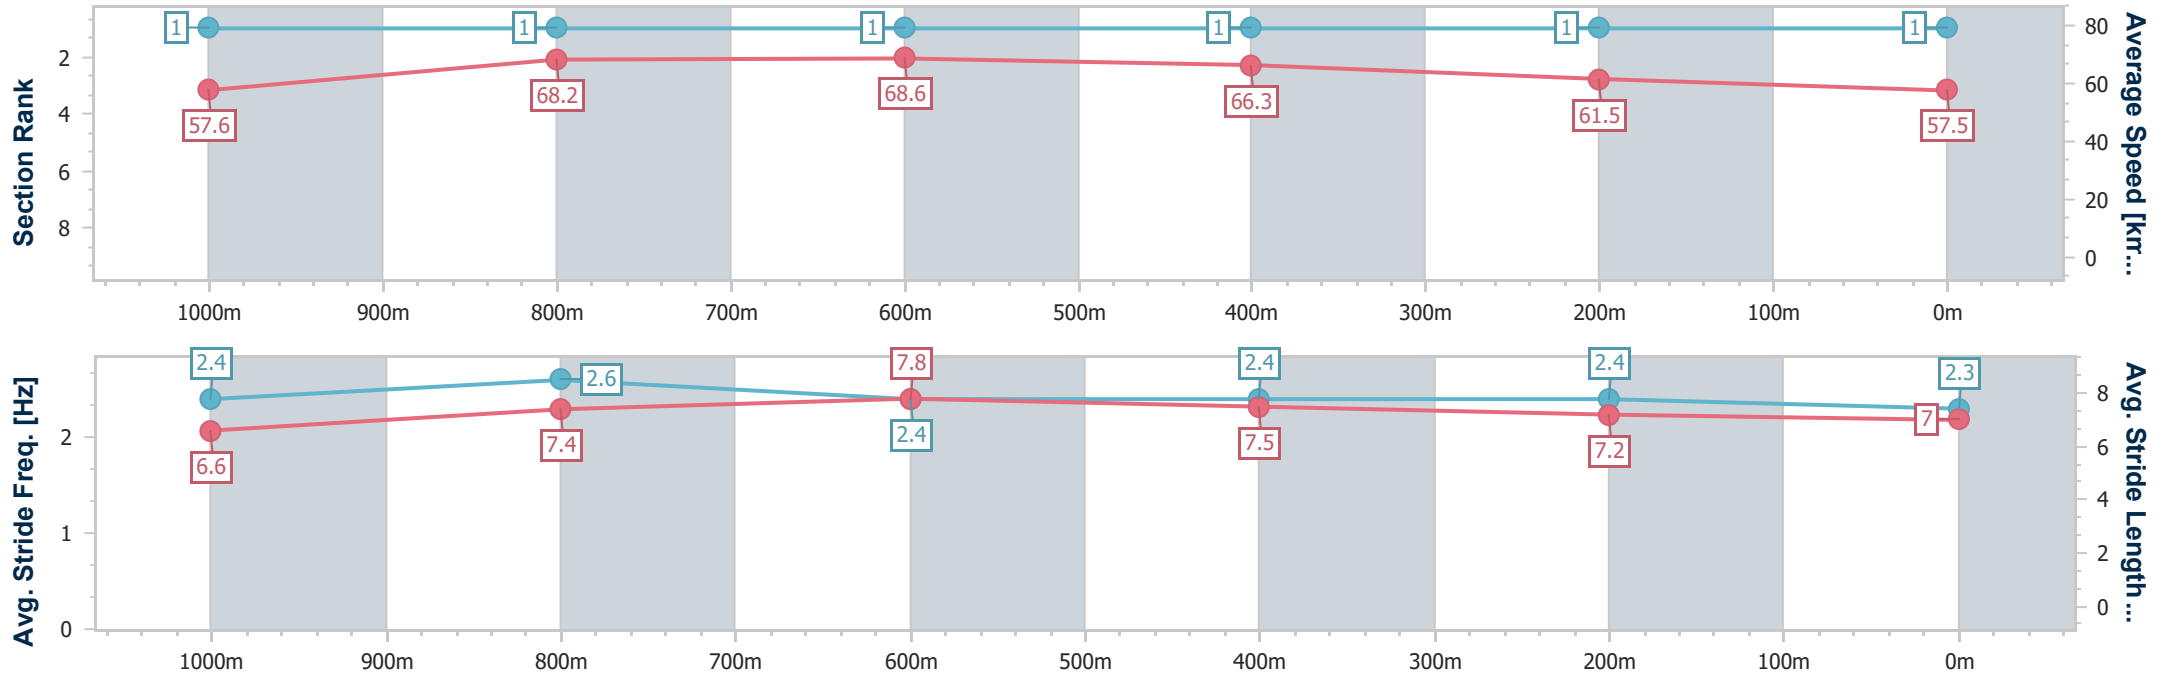 Section Rank
2
4
6
8
1
1
1
1
1
1
57.6
68.2
68.6
66.3
61.5
57.5
80
60
40
20
0
Average Speed [km...
1000m
900m
800m
700m
600m
500m
400m
300m
200m
100m
0m
Avg. Stride Freq. [Hz]
2
1
0
2.4
2.6
7.8
2.4
2.4
2.3
6.6
7.4
2.4
7.5
7.2
7
8
6
4
2
0
Avg. Stride Length...
1000m
900m
800m
700m
600m
500m
400m
300m
200m
100m
0m